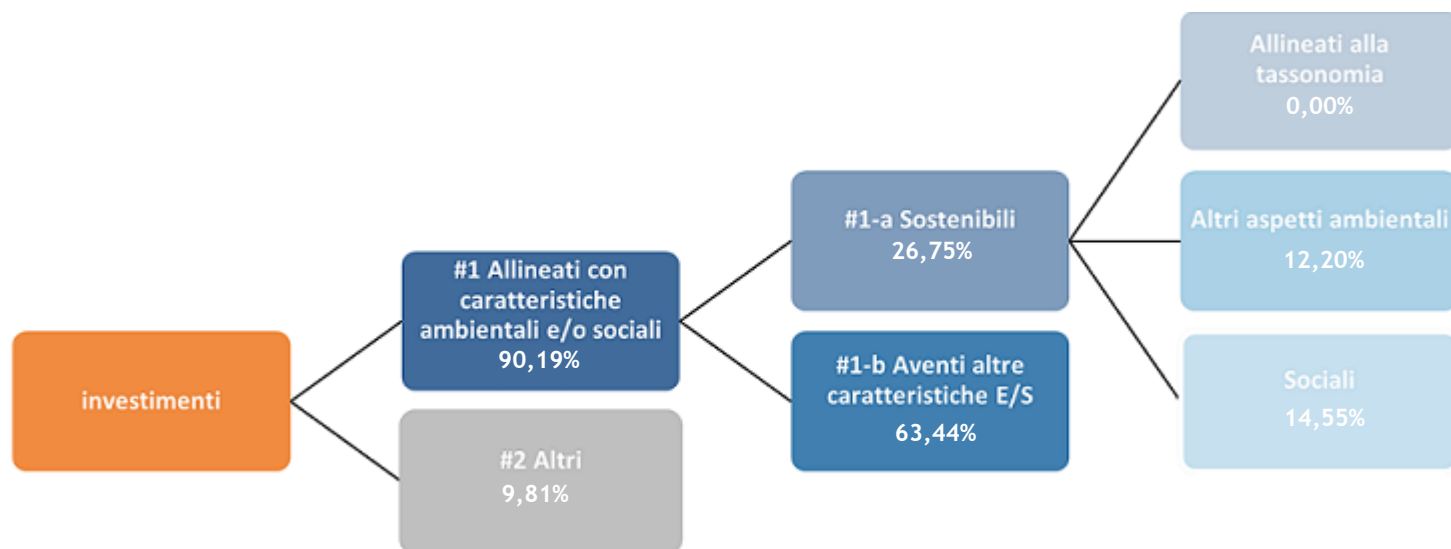 investimenti
#1 Allineati con
caratteristiche
ambientali e/o sociali
90,19%
#2 Altri
9,81%
#1-a Sostenibili
26,75%
#1-b Aventi altre
caratteristiche E/S
63,44%
Allineati alla
tassonomia
0,00%
Altri aspetti ambientali
12,20%
Sociali
14,55%